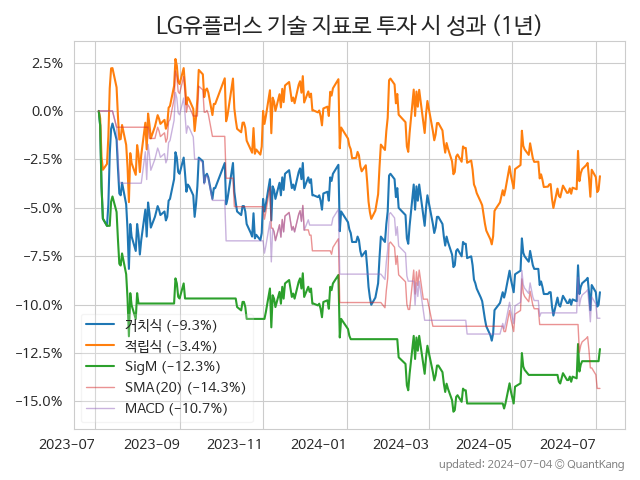 LG유플러스 기술 지표로 투자 시 성과 (1년)
2.5%
0.0%
−2.5%
−5.0%
−7.5%
−10.0%
−12.5%
−15.0%
거치식 (−9.3%)
적립식 (−3.4%)
SigM (−12.3%)
SMA(20) (−14.3%)
MACD (−10.7%)
2023-07 2023-09 2023-11 2024-01 2024-03 2024-05 2024-07
updated: 2024-07-04 © QuantKang